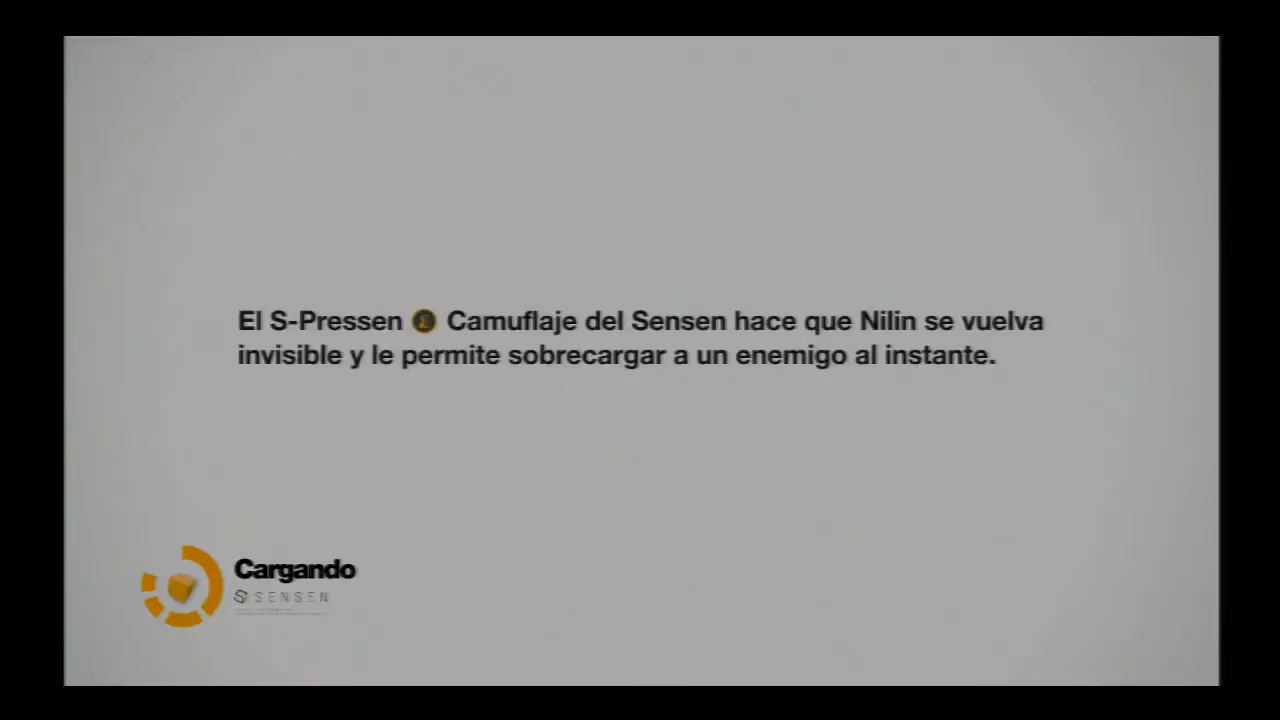 El S-Pressen Camuflaje del Sensen hace que Nilin se vuelva
invisible y le permite sobrecargar a un enemigo al instante.
Cargando
SENSEN